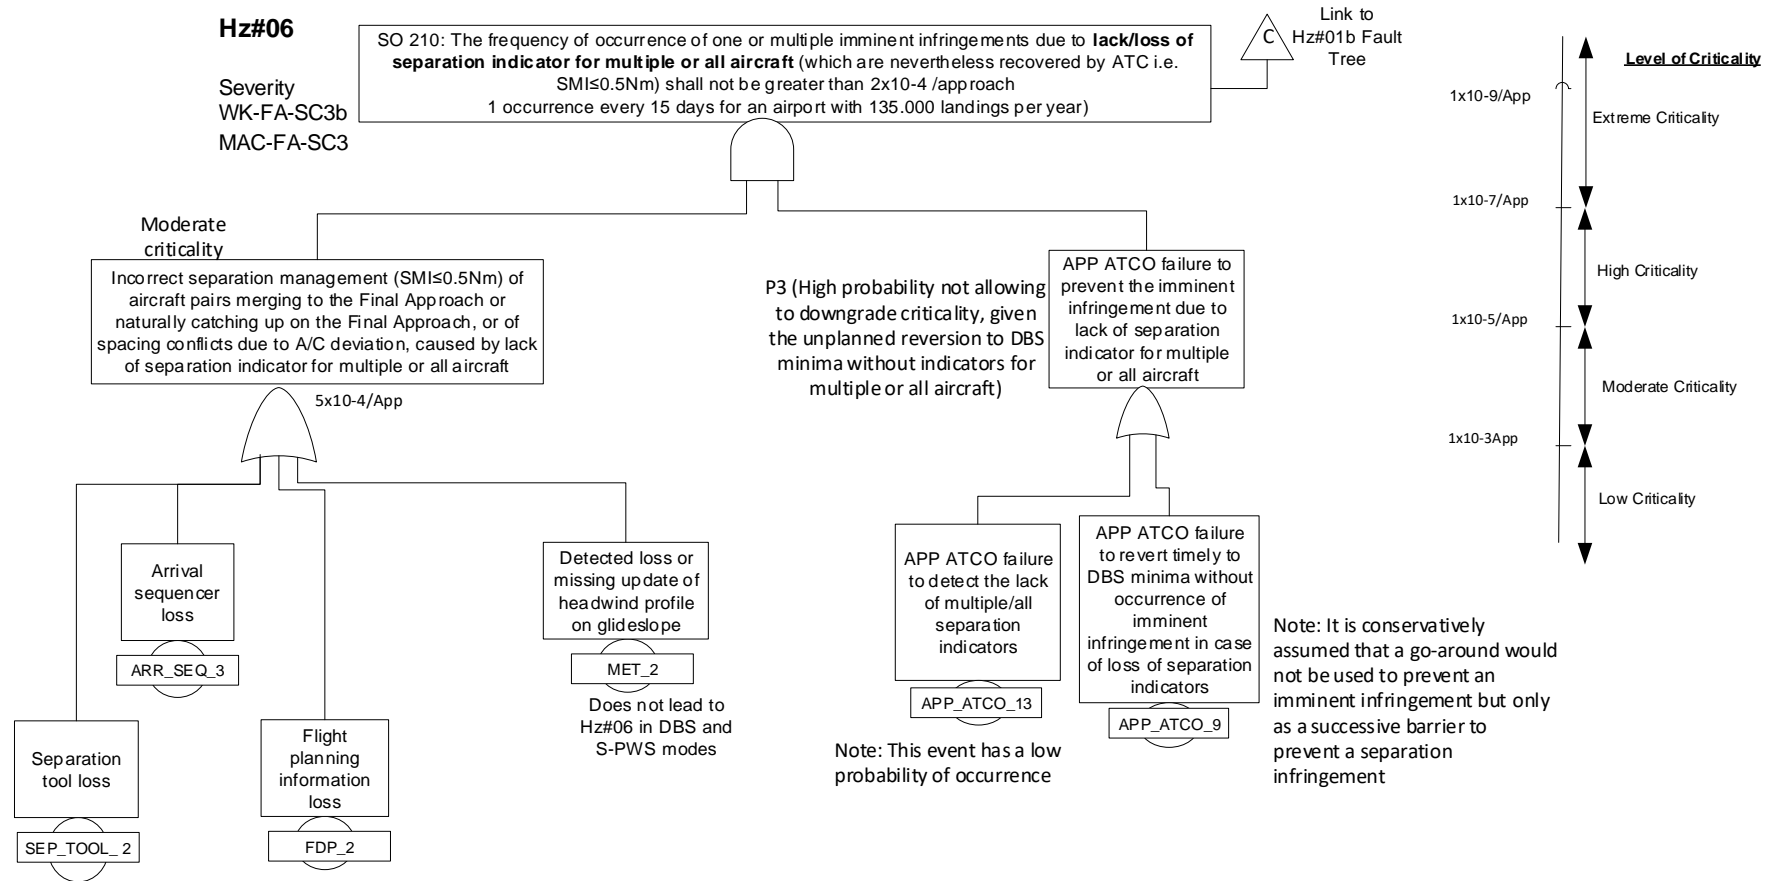 Hz#06
Severity
WK-FA-SC3b
MAC-FA-SC3
SO 210: The frequency of occurrence of one or multiple imminent infringements due to lack/loss of
separation indicator for multiple or all aircraft (which are nevertheless recovered by ATC i.e.
SMI≤0.5Nm) shall not be greater than 2x10-4 /approach
1 occurrence every 15 days for an airport with 135.000 landings per year)
C
Link to
Hz#01b Fault
Tree
Level of Criticality
1x10-9/App
Extreme Criticality
1x10-7/App
High Criticality
1x10-5/App
Moderate Criticality
1x10-3App
Low Criticality
Moderate
criticality
Incorrect separation management (SMI≤0.5Nm) of
aircraft pairs merging to the Final Approach or
naturally catching up on the Final Approach, or of
spacing conflicts due to A/C deviation, caused by lack
of separation indicator for multiple or all aircraft
5x10-4/App
P3 (High probability not allowing
to downgrade criticality, given
the unplanned reversion to DBS
minima without indicators for
multiple or all aircraft)
APP ATCO failure to
prevent the imminent
infringement due to
lack of separation
indicator for multiple
or all aircraft
Arrival
sequencer
loss
ARR_SEQ_3
Detected loss or
missing update of
headwind profile
on glideslope
MET_2
Does not lead to
Hz#06 in DBS and
S-PWS modes
Separation
tool loss
SEP_TOOL_2
Flight
planning
information
loss
FDP_2
APP ATCO failure
to detect the lack
of multiple/all
separation
indicators
APP_ATCO_13
Note: This event has a low
probability of occurrence
APP ATCO failure
to revert timely to
DBS minima without
occurrence of
imminent
infringement in case
of loss of separation
indicators
APP_ATCO_9
Note: It is conservatively
assumed that a go-around would
not be used to prevent an
imminent infringement but only
as a successive barrier to
prevent a separation
infringement